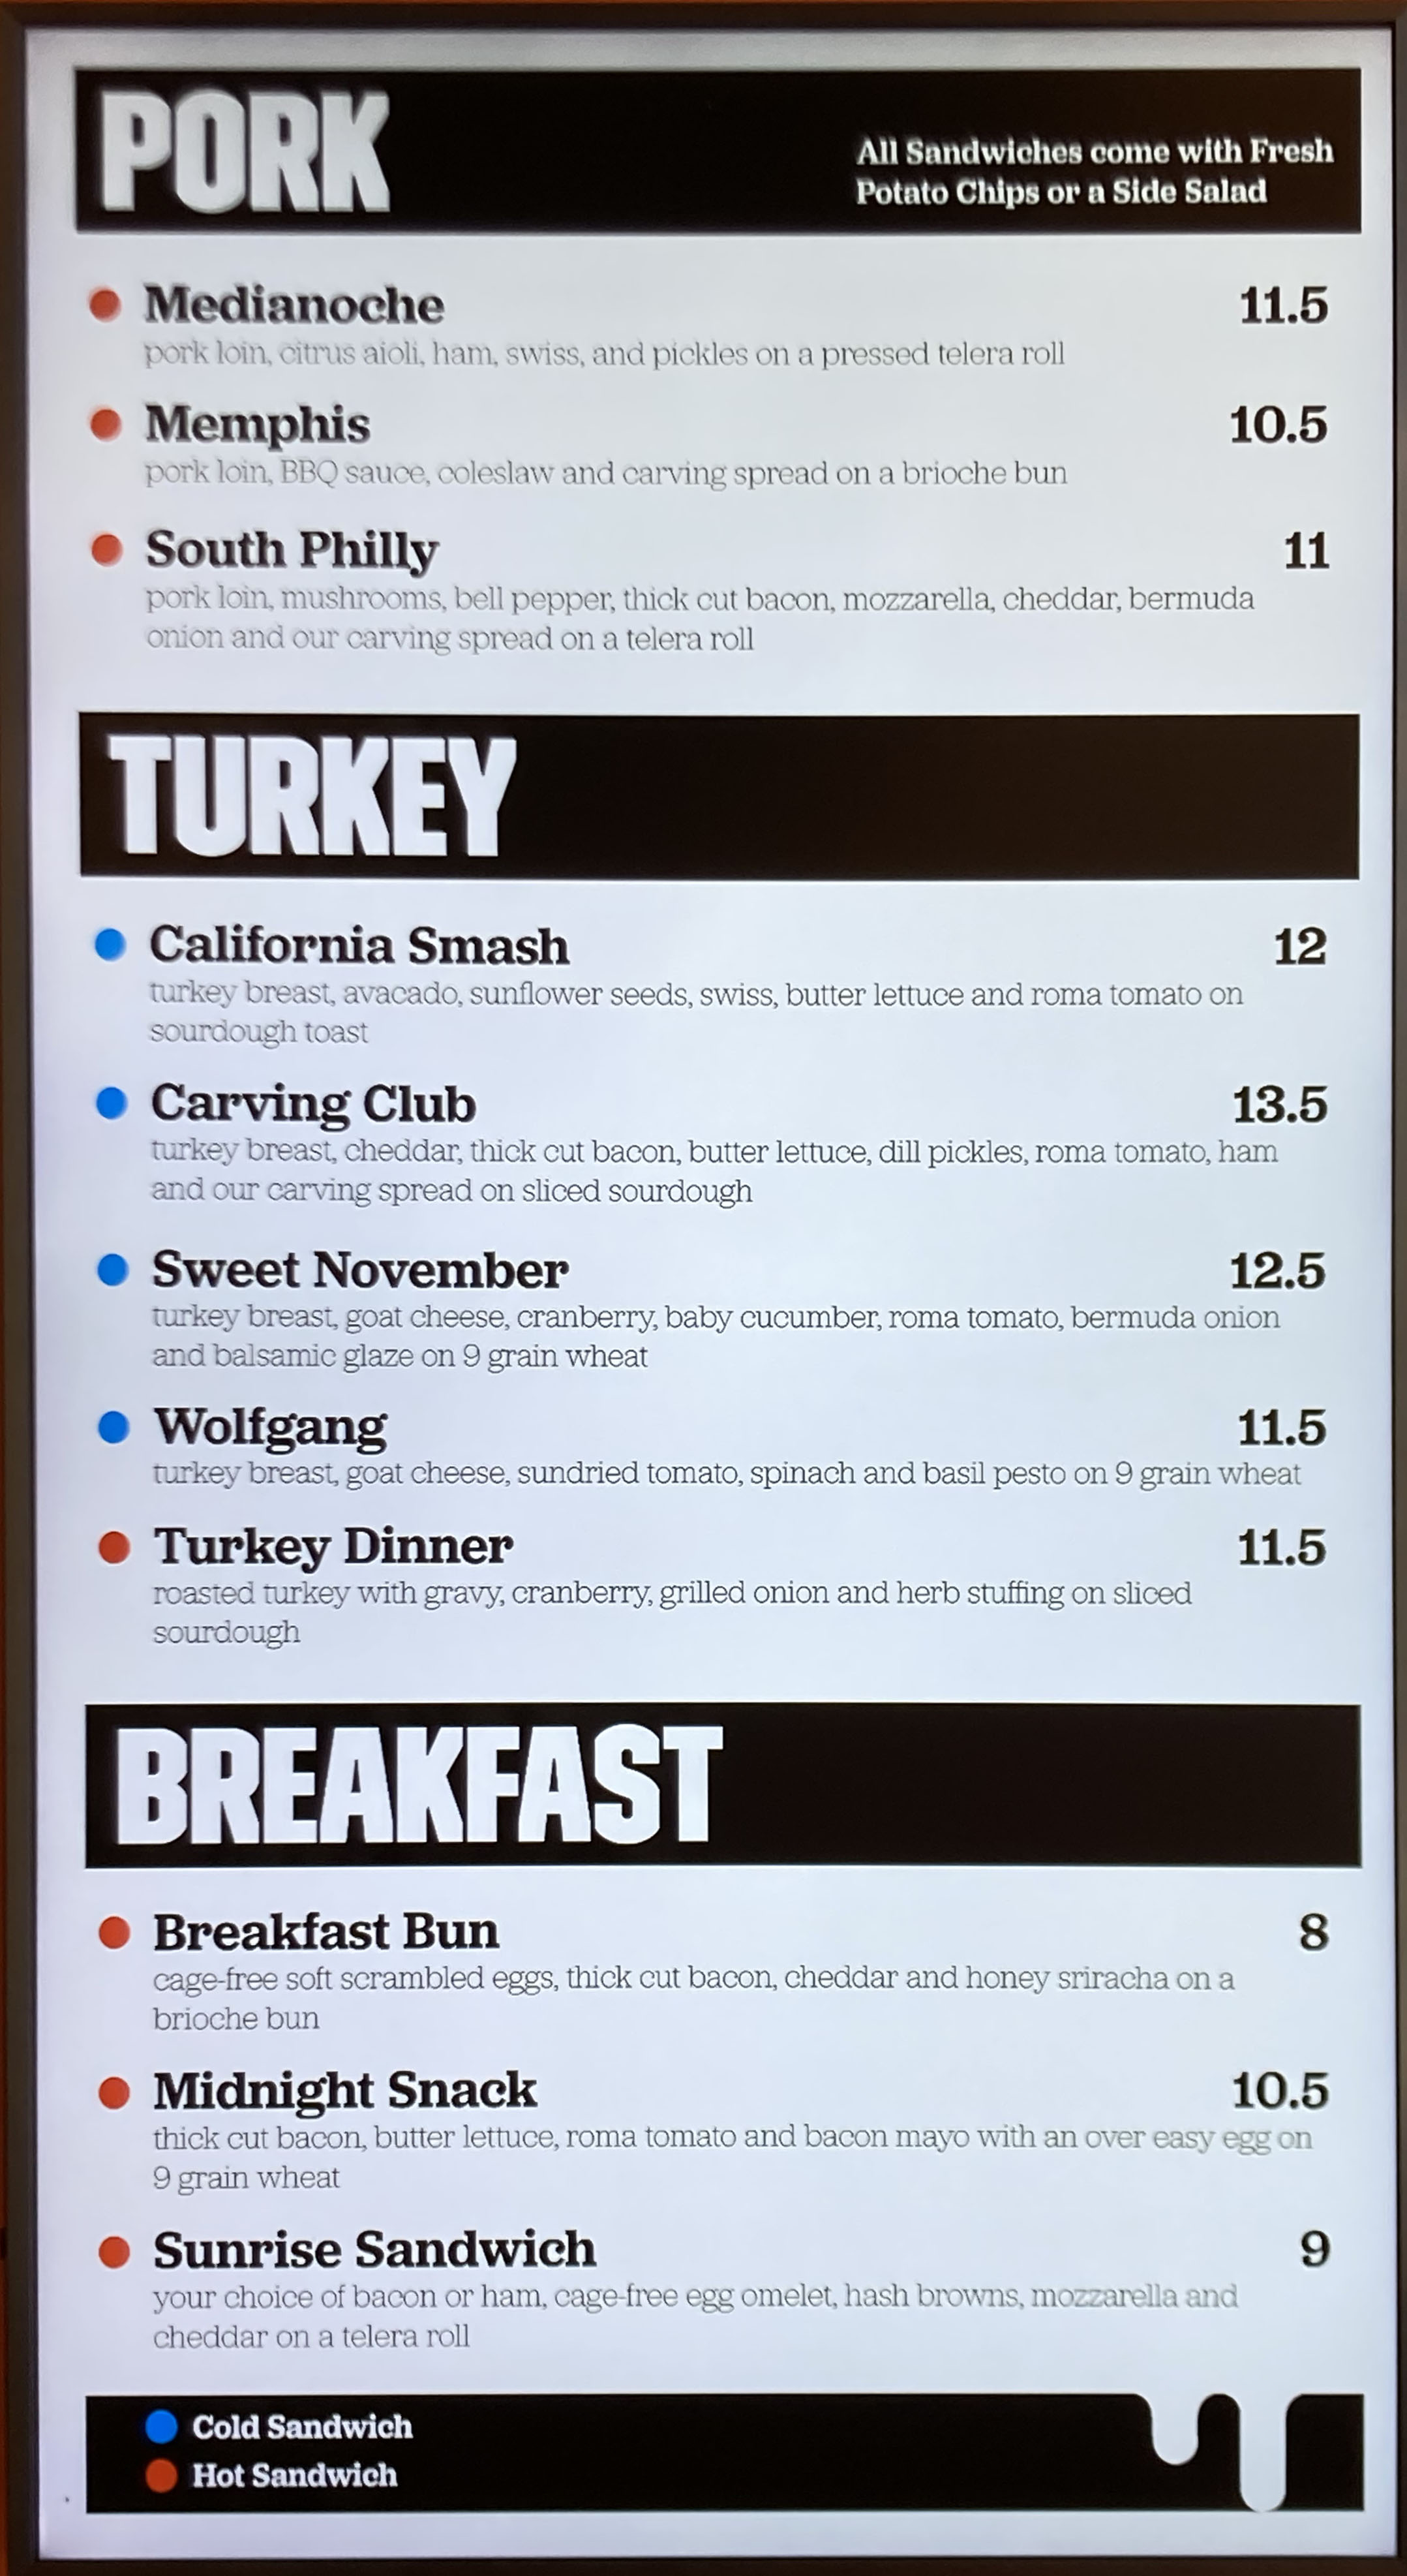 PORK
All Sandwiches come with Fresh
Potato Chips or a Side Salad
Medianoche 11.5
pork loin, citrus aioli, ham, swiss, and pickles on a pressed telera roll
Memphis 10.5
pork loin, BBQ sauce, coleslaw and carving spread on a brioche bun
South Philly 11
pork loin, mushrooms, bell pepper, thick cut bacon, mozzarella, cheddar, bermuda
onion and our carving spread on a telera roll
TURKEY
California Smash 12
turkey breast, avacado, sunflower seeds, swiss, butter lettuce and roma tomato on
sourdough toast
Carving Club 13.5
turkey breast, cheddar, thick cut bacon, butter lettuce, dill pickles, roma tomato, ham
and our carving spread on sliced sourdough
Sweet November 12.5
turkey breast, goat cheese, cranberry, baby cucumber, roma tomato, bermuda onion
and balsamic glaze on 9 grain wheat
Wolfgang 11.5
turkey breast, goat cheese, sundried tomato, spinach and basil pesto on 9 grain wheat
Turkey Dinner 11.5
roasted turkey with gravy, cranberry, grilled onion and herb stuffing on sliced
sourdough
BREAKFAST
Breakfast Bun 8
cage-free soft scrambled eggs, thick cut bacon, cheddar and honey sriracha on a
brioche bun
Midnight Snack 10.5
thick cut bacon, butter lettuce, roma tomato and bacon mayo with an over easy egg on
9 grain wheat
Sunrise Sandwich 9
your choice of bacon or ham, cage-free egg omelet, hash browns, mozzarella and
cheddar on a telera roll
Cold Sandwich
Hot Sandwich